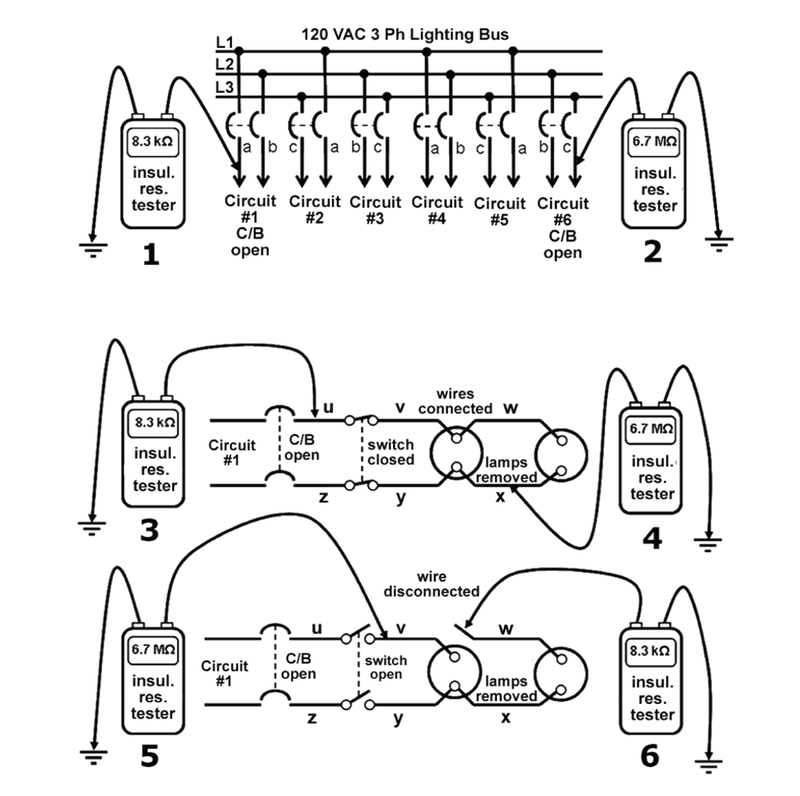 120 VAC 3 Ph Lighting Bus
L1
L2
L3
a b c a b c a b c a b c
8.3 kΩ
insul.
res.
tester
1
Circuit
#1
C/B
open
Circuit
#2
Circuit
#3
Circuit
#4
Circuit
#5
Circuit
#6
C/B
open
6.7 MΩ
insul.
res.
tester
2
8.3 kΩ
insul.
res.
tester
3
Circuit
#1
C/B
open
u
z
switch
closed
v
y
wires
connected
w
lamps
removed
x
6.7 MΩ
insul.
res.
tester
4
6.7 MΩ
insul.
res.
tester
5
Circuit
#1
C/B
open
u
z
switch
open
v
y
wire
disconnected
w
lamps
removed
x
8.3 kΩ
insul.
res.
tester
6